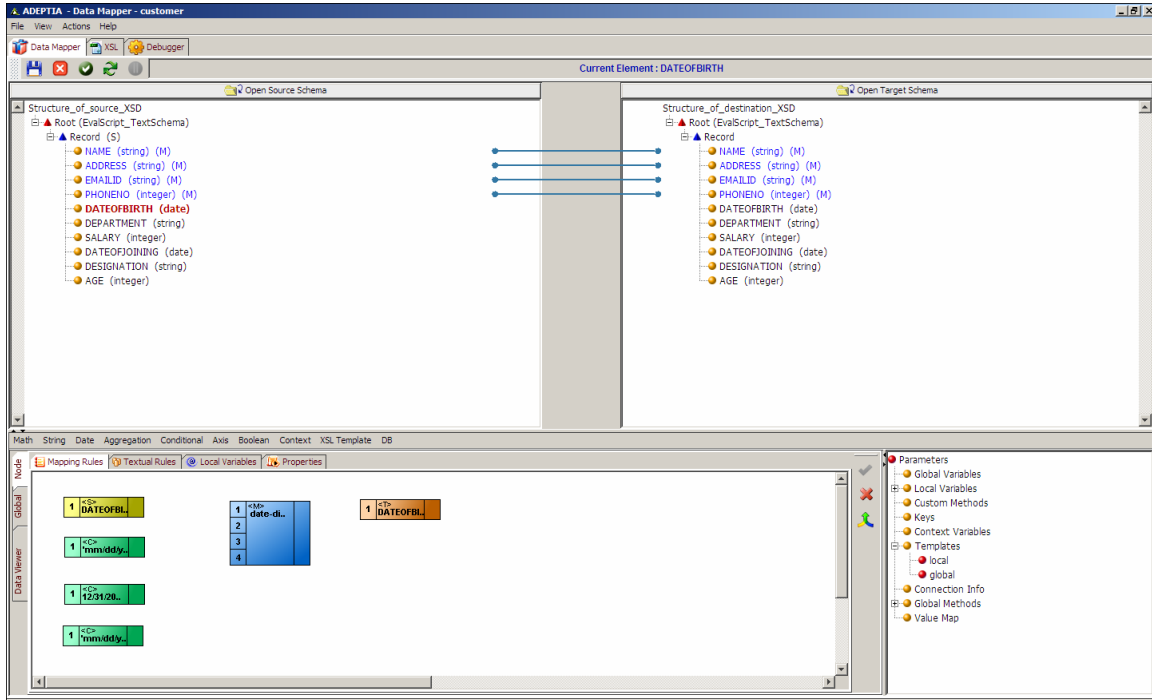 ADEPTIA - Data Mapper - customer
File View Actions Help
Data Mapper XSL Debugger
Current Element : DATEOFBIRTH
Open Source Schema Open Target Schema
Structure_of_source_XSD
Root (EvalScript_TextSchema)
Record (S)
NAME (string) (M)
ADDRESS (string) (M)
EMAILID (string) (M)
PHONENO (integer) (M)
DATEOFBIRTH (date)
DEPARTMENT (string)
SALARY (integer)
DATEOFJOINING (date)
DESIGNATION (string)
AGE (integer)
Structure_of_destination_XSD
Root (EvalScript_TextSchema)
Record
NAME (string) (M)
ADDRESS (string) (M)
EMAILID (string) (M)
PHONENO (integer) (M)
DATEOFBIRTH (date)
DEPARTMENT (string)
SALARY (integer)
DATEOFJOINING (date)
DESIGNATION (string)
AGE (integer)
Math String Date Aggregation Conditional Axis Boolean Context XSL Template DB
Node
Global
Data Viewer
Mapping Rules Textual Rules Local Variables Properties
1 <S> DATEOFBI..
1 <C> 'mm/dd/y..
1 <C> 12/31/20..
1 <C> 'mm/dd/y..
1 <M> date-di..
2
3
4
1 <T> DATEOFBI..
Parameters
Global Variables
Local Variables
Custom Methods
Keys
Context Variables
Templates
local
global
Connection Info
Global Methods
Value Map